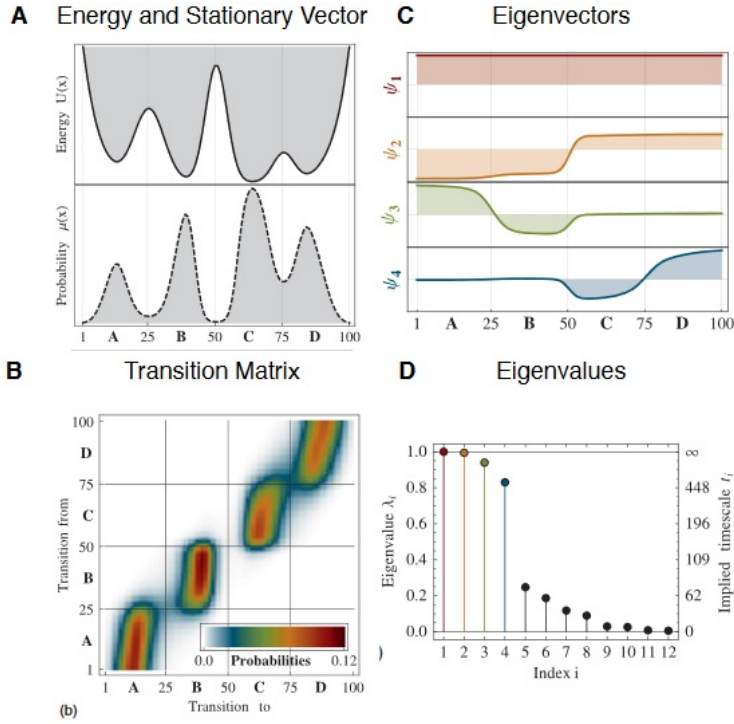 A Energy and Stationary Vector
Energy U(x)
Probability μ(x)
1 A 25 B 50 C 75 D 100
C Eigenvectors
ψ1
ψ2
ψ3
ψ4
1 A 25 B 50 C 75 D 100
B Transition Matrix
Transition from
100
D
75
C
50
B
25
A
1
0.0 Probabilities 0.12
1 A 25 B 50 C 75 D 100
Transition to
(b)
D Eigenvalues
Eigenvalue λi
1.0
0.8
0.6
0.4
0.2
0.0
∞
448
196
109
62
0
Implied timescale ti
1 2 3 4 5 6 7 8 9 10 11 12
Index i
)